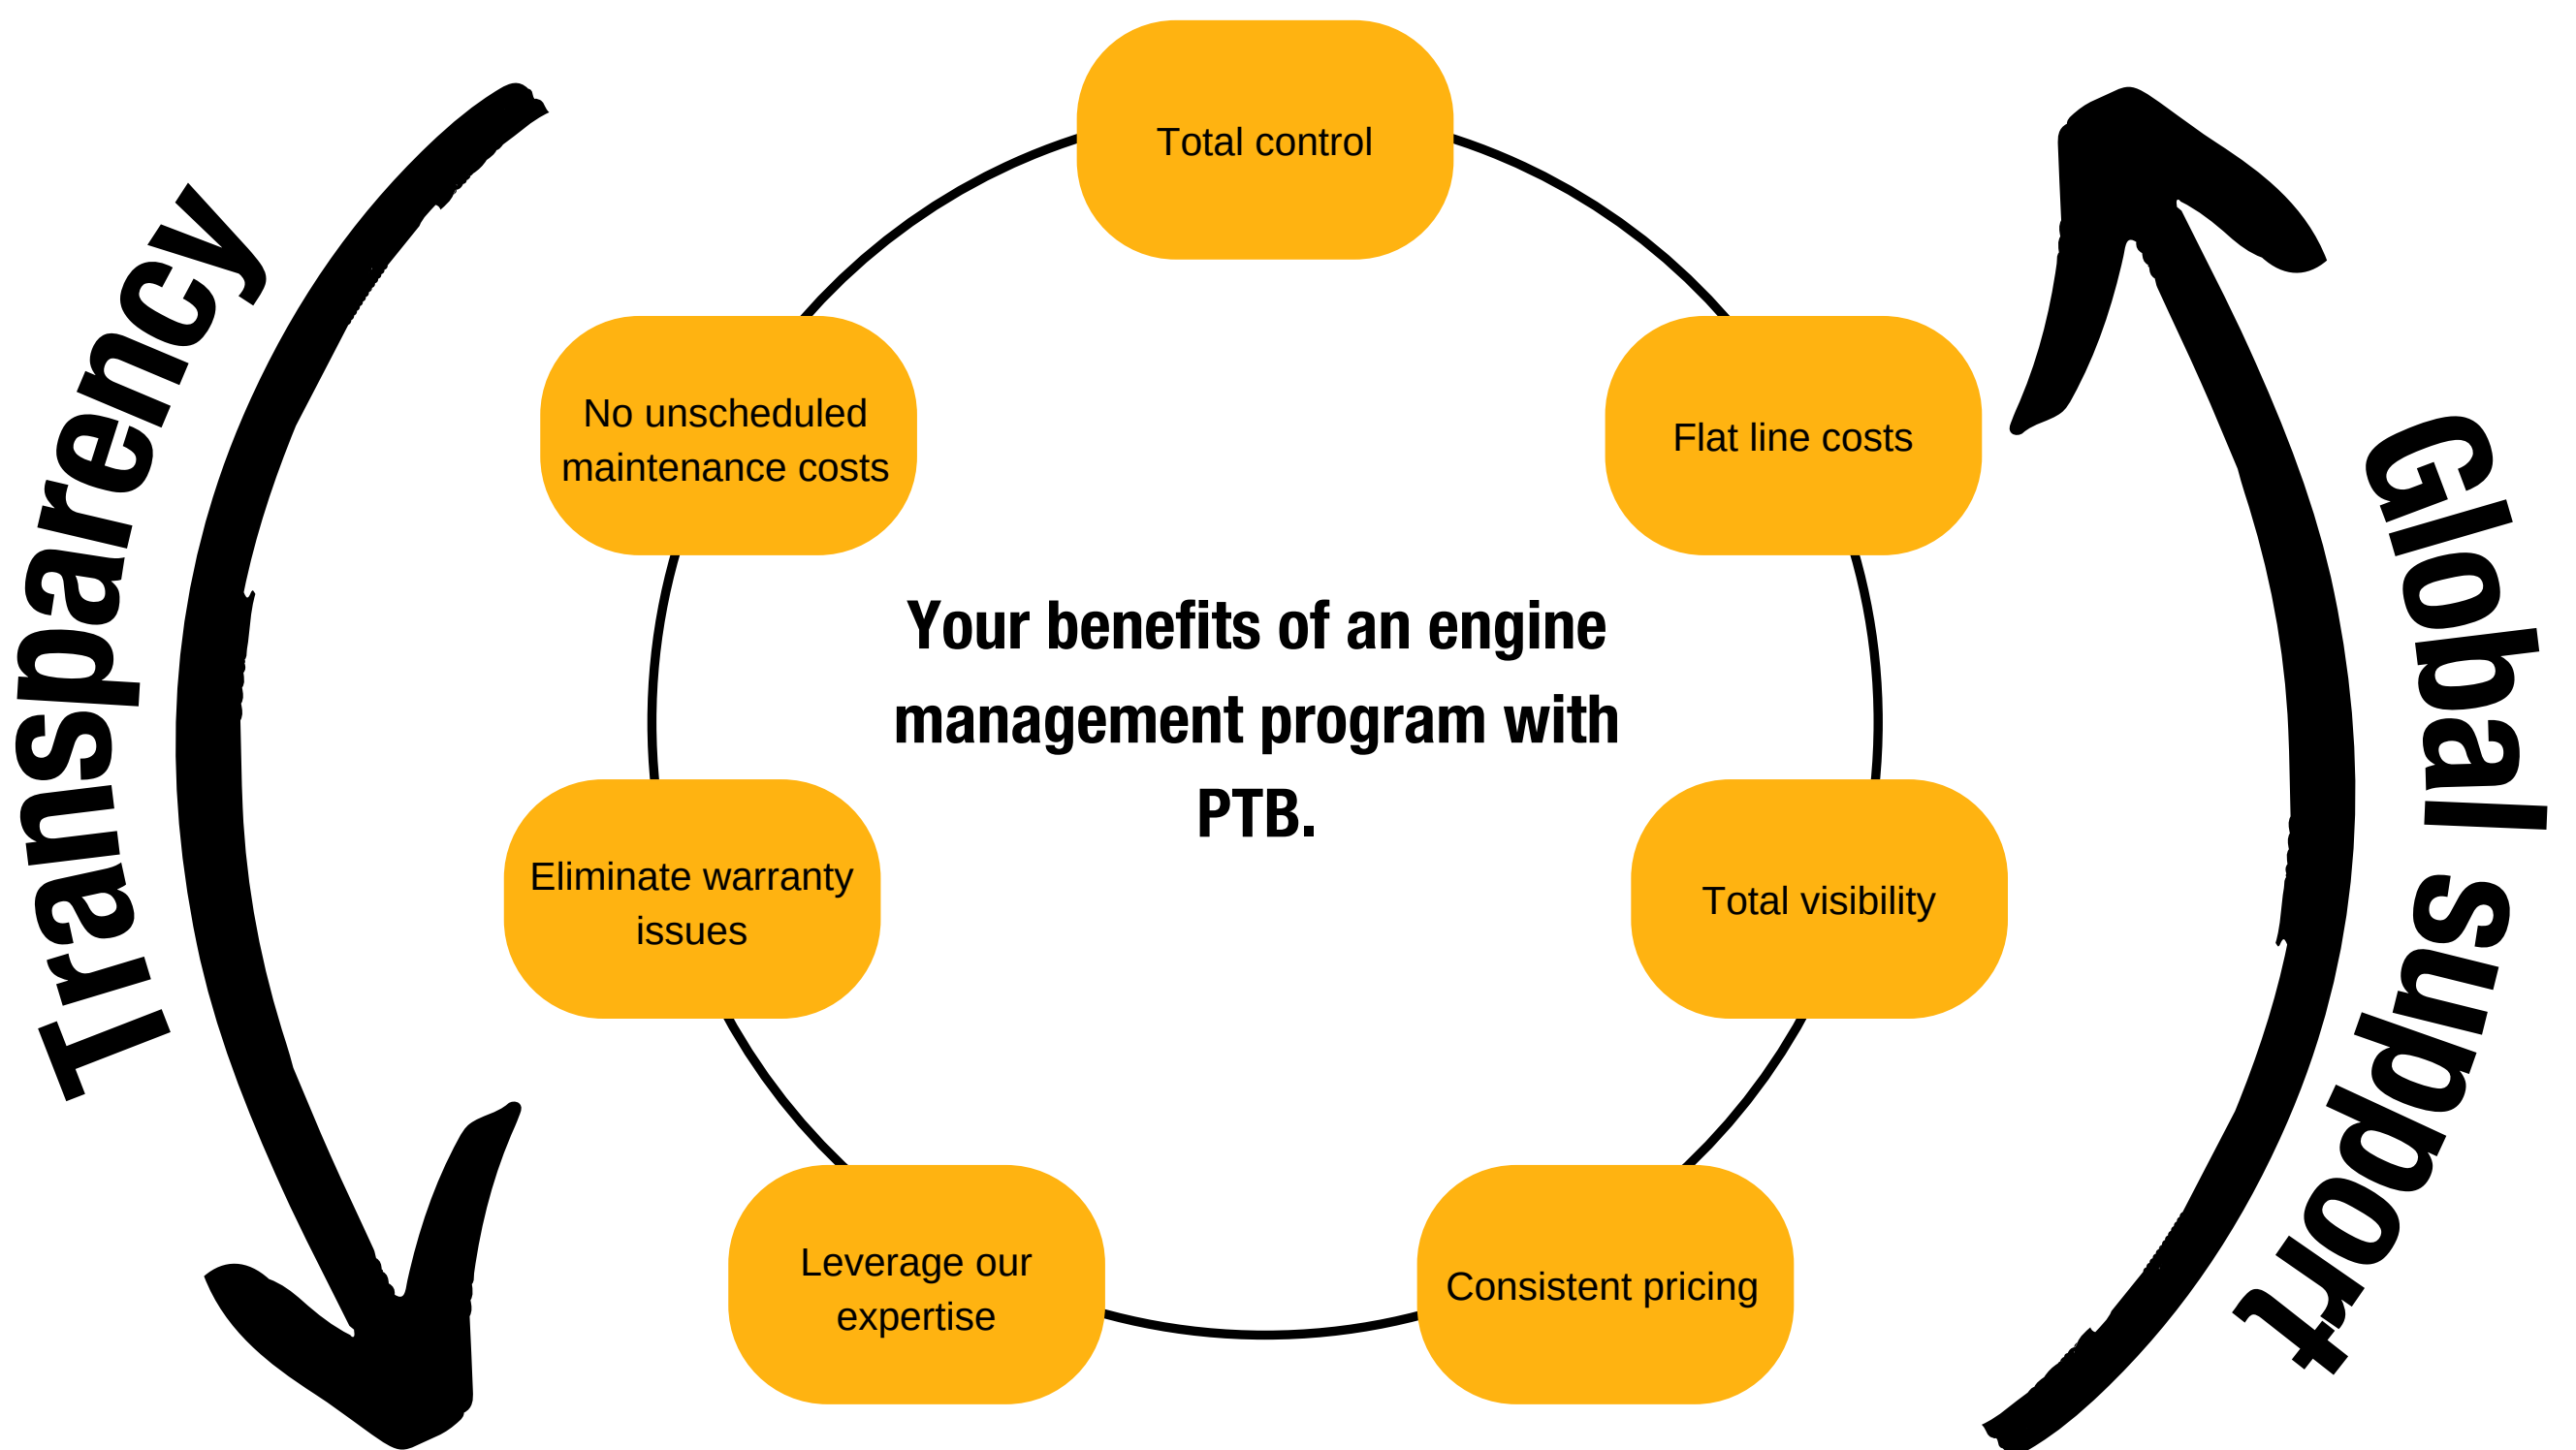 Total control
No unscheduled
maintenance costs
Flat line costs
Transparency
Global support
Your benefits of an engine
management program with
PTB.
Eliminate warranty
issues
Total visibility
Leverage our
expertise
Consistent pricing